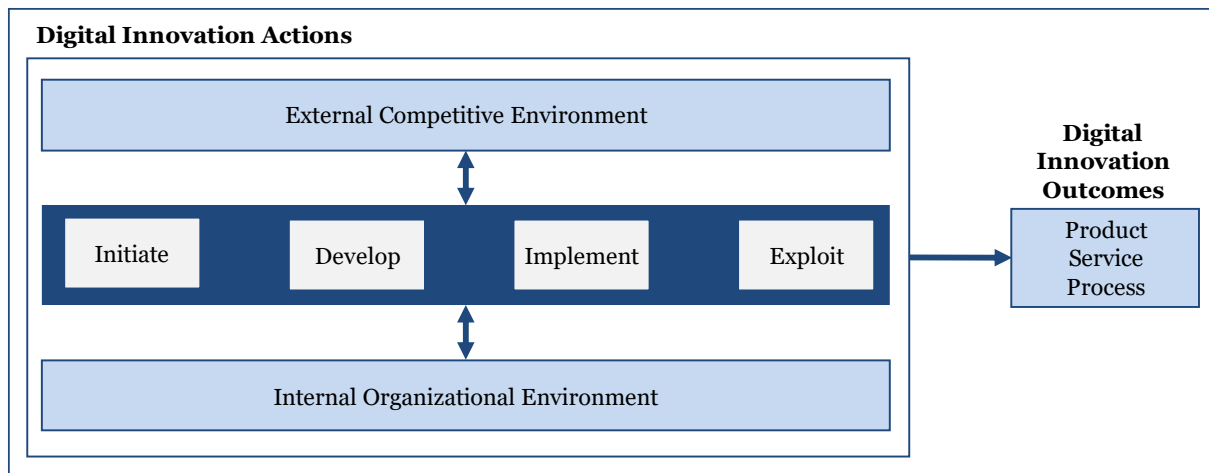 Digital Innovation Actions
External Competitive Environment
Initiate
Develop
Implement
Exploit
Internal Organizational Environment
Digital
Innovation
Outcomes
Product
Service
Process